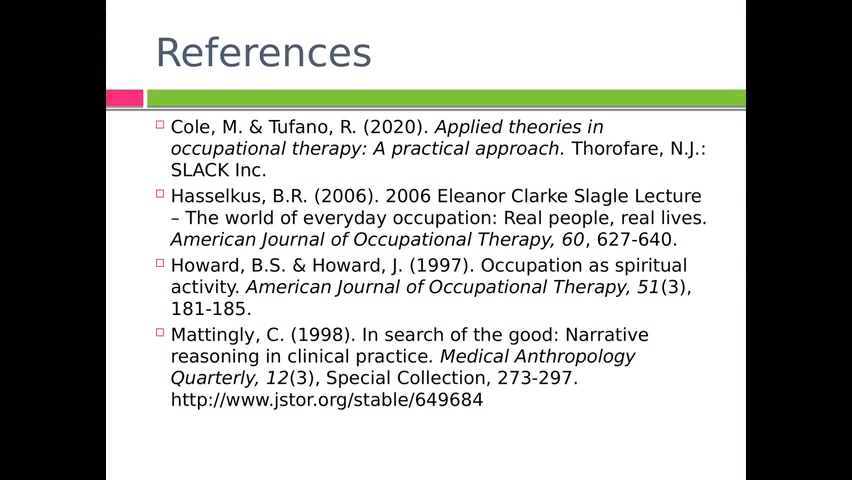 References
Cole, M. & Tufano, R. (2020). Applied theories in
occupational therapy: A practical approach. Thorofare, N.J.:
SLACK Inc.
Hasselkus, B.R. (2006). 2006 Eleanor Clarke Slagle Lecture
– The world of everyday occupation: Real people, real lives.
American Journal of Occupational Therapy, 60, 627-640.
Howard, B.S. & Howard, J. (1997). Occupation as spiritual
activity. American Journal of Occupational Therapy, 51(3),
181-185.
Mattingly, C. (1998). In search of the good: Narrative
reasoning in clinical practice. Medical Anthropology
Quarterly, 12(3), Special Collection, 273-297.
http://www.jstor.org/stable/649684